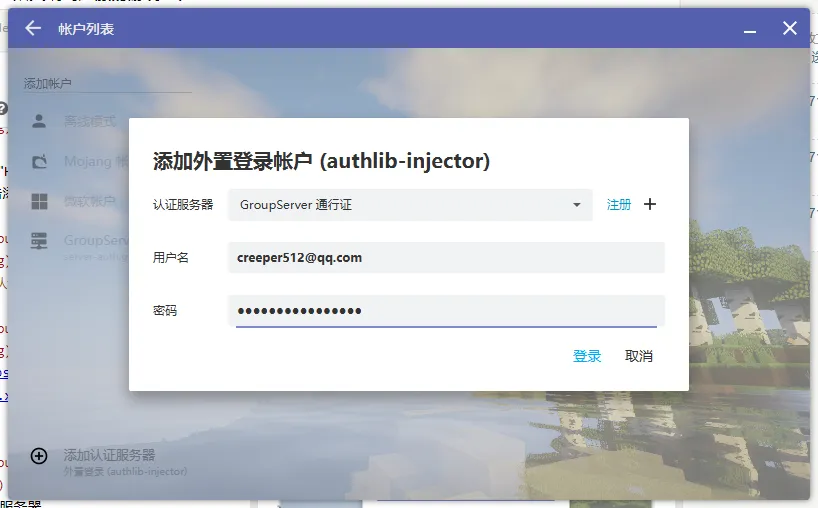 帐户列表
添加帐户
离线模式
Mojang 帐
微软帐户
GroupServ
添加外置登录帐户 (authlib-injector)
认证服务器
GroupServer 通行证
注册
用户名
creeper512@qq.com
密码
••••••••••••••••
登录
取消
添加认证服务器
外置登录 (authlib-injector)
服务器